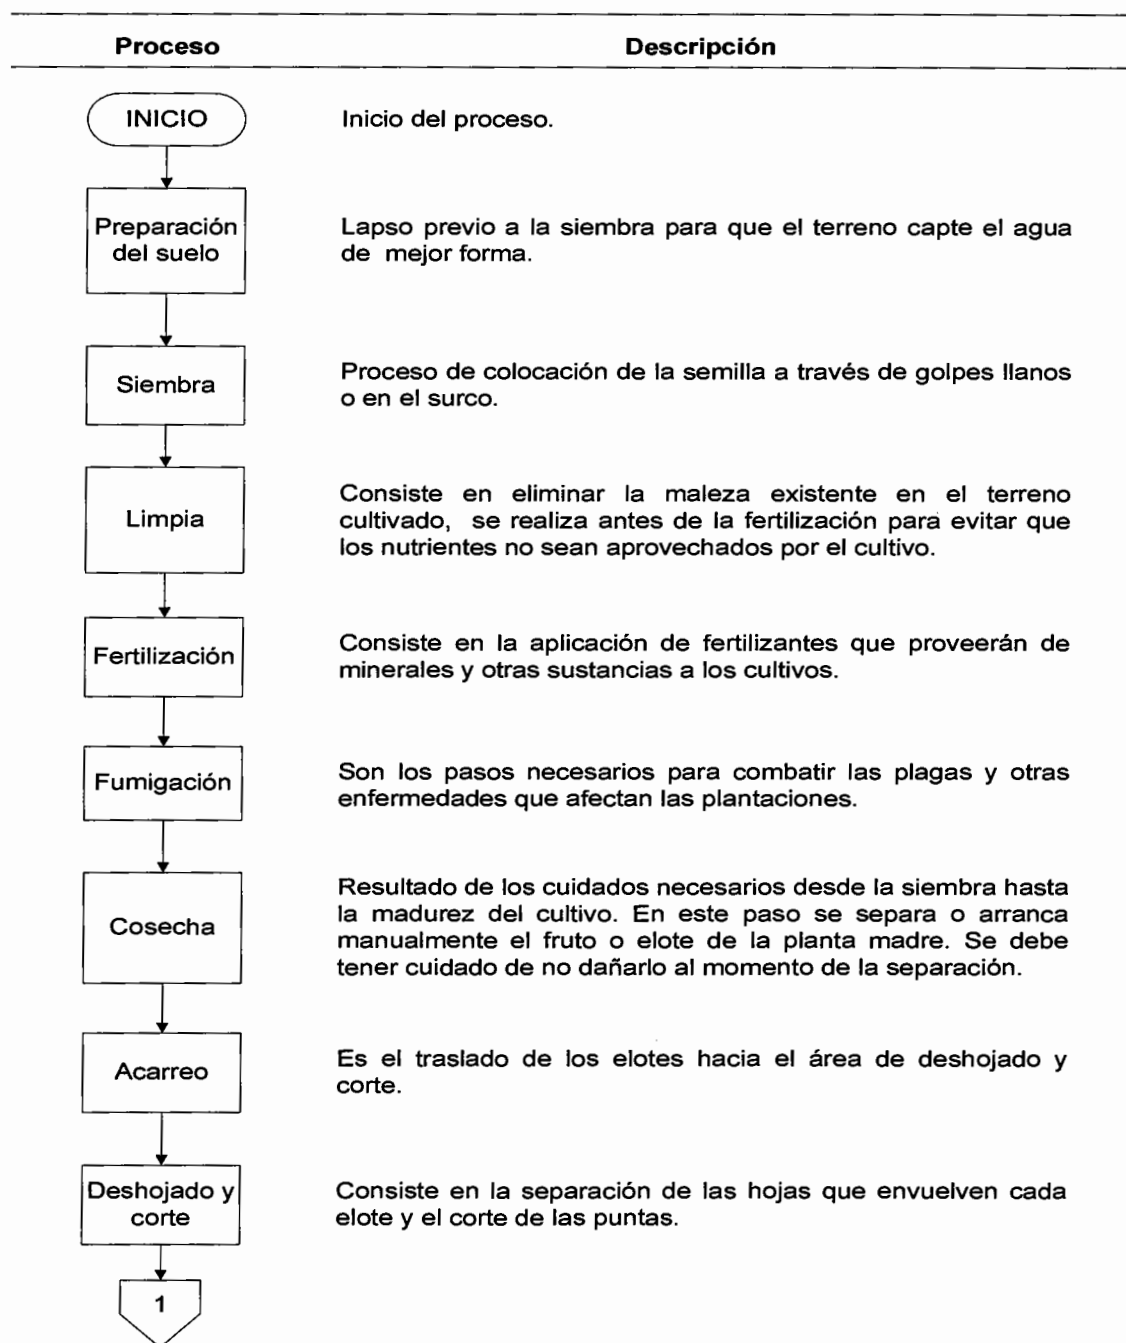 Proceso Descripción
INICIO Inicio del proceso.
Preparación
del suelo
Lapso previo a la siembra para que el terreno capte el agua
de mejor forma.
Siembra
Proceso de colocación de la semilla a través de golpes llanos
o en el surco.
Limpia
Consiste en eliminar la maleza existente en el terreno
cultivado, se realiza antes de la fertilización para evitar que
los nutrientes no sean aprovechados por el cultivo.
Fertilización
Consiste en la aplicación de fertilizantes que proveerán de
minerales y otras sustancias a los cultivos.
Fumigación
Son los pasos necesarios para combatir las plagas y otras
enfermedades que afectan las plantaciones.
Cosecha
Resultado de los cuidados necesarios desde la siembra hasta
la madurez del cultivo. En este paso se separa o arranca
manualmente el fruto o elote de la planta madre. Se debe
tener cuidado de no dañarlo al momento de la separación.
Acarreo
Es el traslado de los elotes hacia el área de deshojado y
corte.
Deshojado y
corte
Consiste en la separación de las hojas que envuelven cada
elote y el corte de las puntas.
1